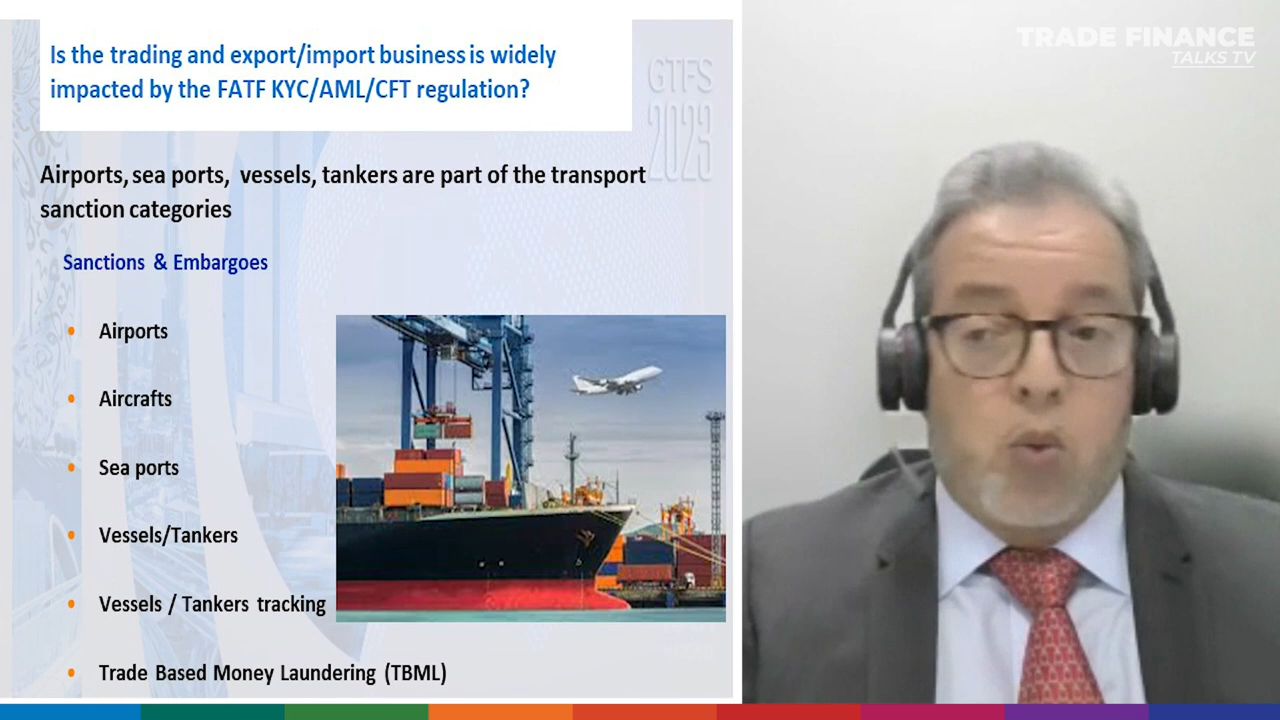 Is the trading and export/import business is widely
impacted by the FATF KYC/AML/CFT regulation?
GTFS
2023
Airports, sea ports, vessels, tankers are part of the transport
sanction categories
Sanctions & Embargoes
Airports
Aircrafts
Sea ports
Vessels/Tankers
Vessels / Tankers tracking
Trade Based Money Laundering (TBML)
TRADE FINANCE
TALKS TV